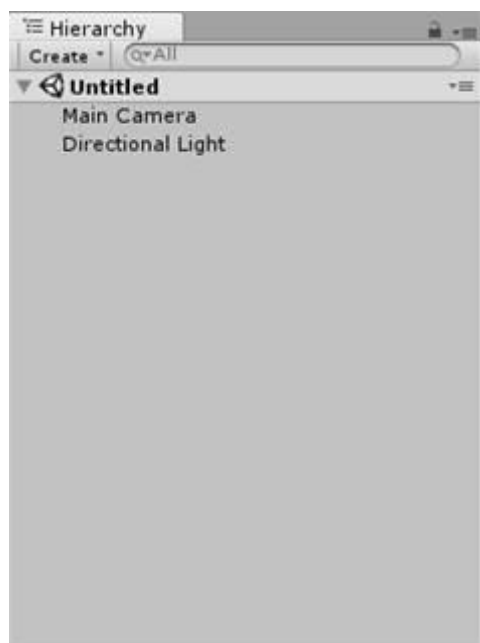 Hierarchy
Create All
Untitled
Main Camera
Directional Light